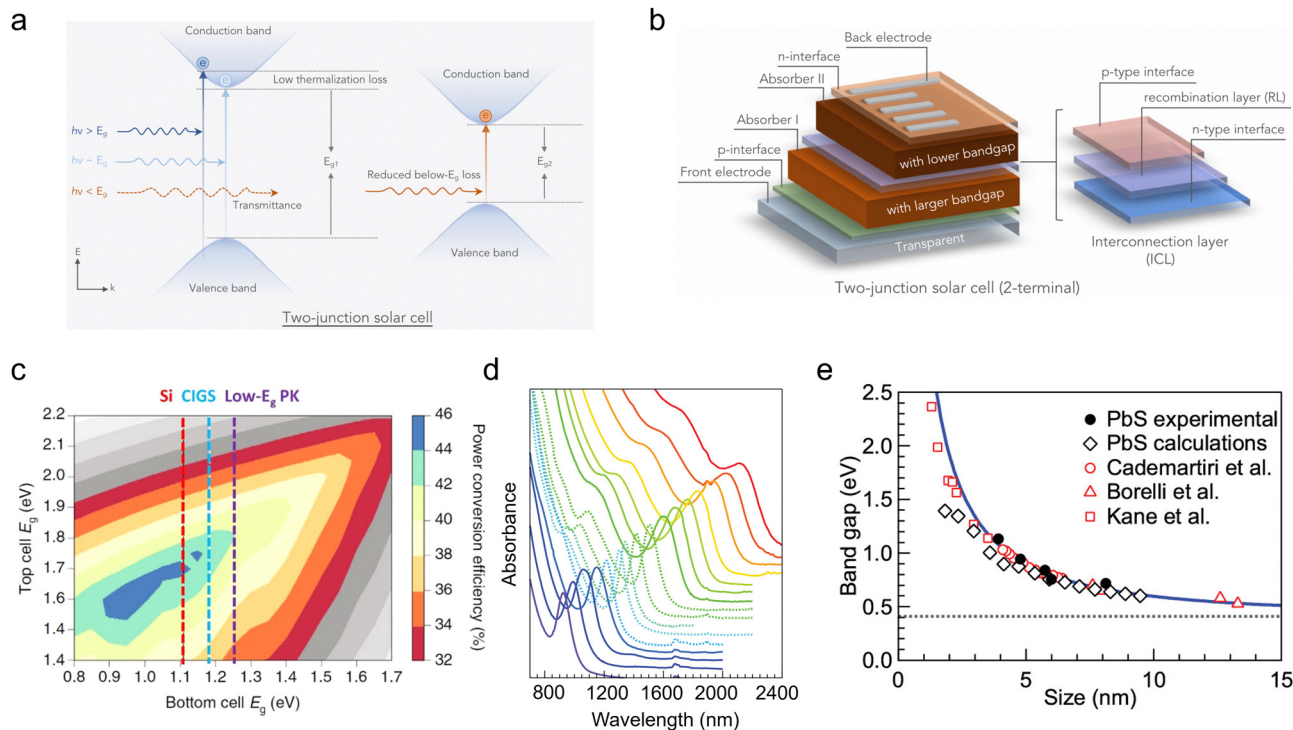 a
Conduction band
e
e
Low thermalization loss
Conduction band
e
hν > Eg
hν ~ Eg
hν < Eg
Eg1
Eg2
Reduced below-Eg loss
Transmittance
E
k
Valence band
Valence band
Two-junction solar cell
b
Back electrode
n-interface
Absorber II
Absorber I
p-interface
Front electrode
with lower bandgap
with larger bandgap
Transparent
p-type interface
recombination layer (RL)
n-type interface
Interconnection layer
(ICL)
Two-junction solar cell (2-terminal)
c
Si CIGS Low-Eg PK
Top cell Eg (eV)
2.2
2.1
2.0
1.9
1.8
1.7
1.6
1.5
1.4
0.8 0.9 1.0 1.1 1.2 1.3 1.4 1.5 1.6 1.7
Bottom cell Eg (eV)
46
44
42
40
38
36
34
32
Power conversion efficiency (%)
d
Absorbance
800 1200 1600 2000 2400
Wavelength (nm)
e
Band gap (eV)
2.5
2.0
1.5
1.0
0.5
0.0
0 5 10 15
Size (nm)
PbS experimental
PbS calculations
Cademartiri et al.
Borelli et al.
Kane et al.